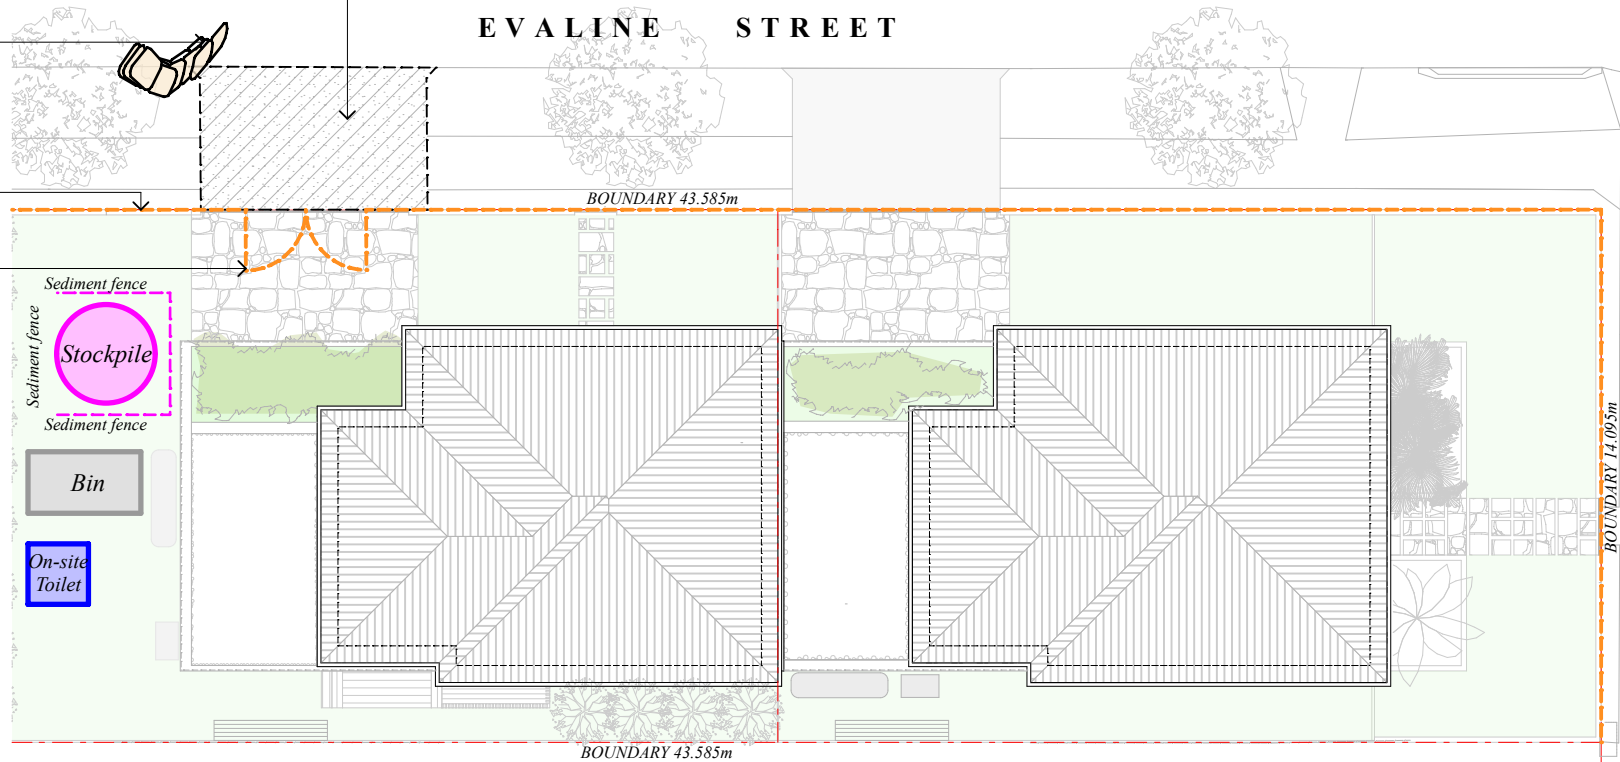 EVALINE STREET
BOUNDARY 43.585m
Sediment fence
Sediment fence
Stockpile
Sediment fence
Bin
On-site
Toilet
BOUNDARY 14.095m
BOUNDARY 43.585m